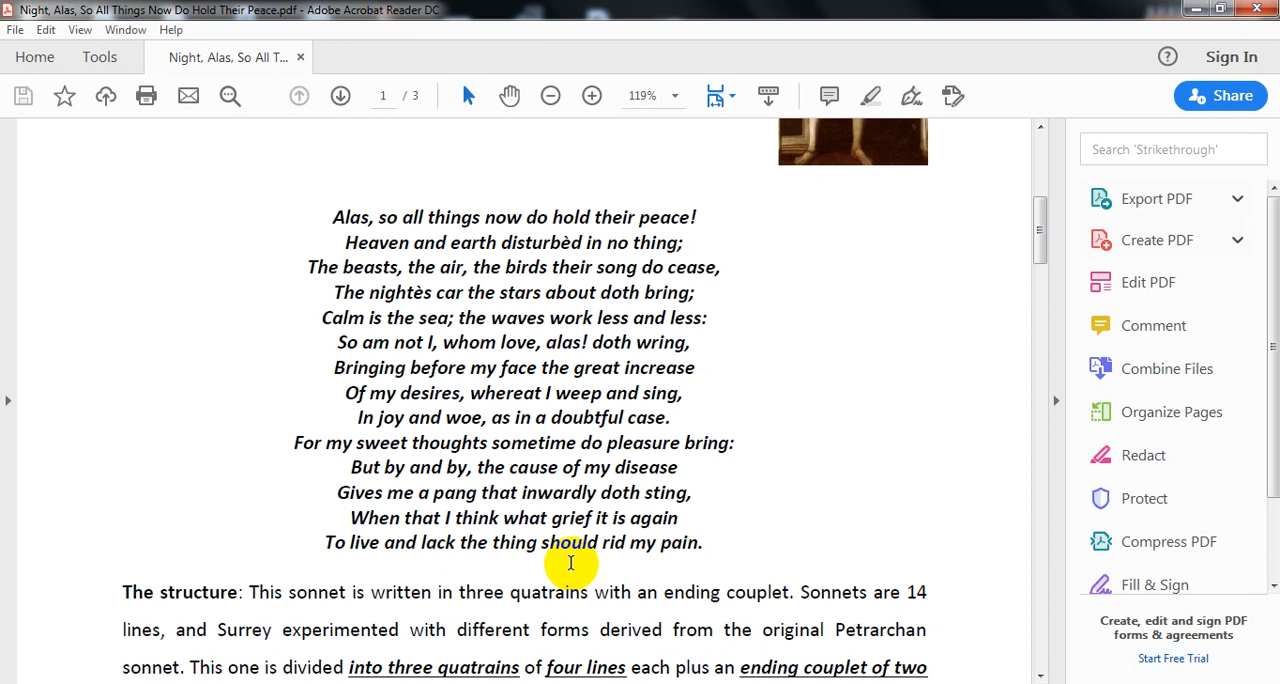 Night, Alas, So All Things Now Do Hold Their Peace.pdf - Adobe Acrobat Reader DC
File Edit View Window Help
Home Tools Night, Alas, So All T... × Sign In
1 / 3 119% Share
Search 'Strikethrough'
Export PDF
Create PDF
Edit PDF
Comment
Combine Files
Organize Pages
Redact
Protect
Compress PDF
Fill & Sign
Create, edit and sign PDF
forms & agreements
Start Free Trial
Alas, so all things now do hold their peace!
Heaven and earth disturbèd in no thing;
The beasts, the air, the birds their song do cease,
The nightès car the stars about doth bring;
Calm is the sea; the waves work less and less:
So am not I, whom love, alas! doth wring,
Bringing before my face the great increase
Of my desires, whereat I weep and sing,
In joy and woe, as in a doubtful case.
For my sweet thoughts sometime do pleasure bring:
But by and by, the cause of my disease
Gives me a pang that inwardly doth sting,
When that I think what grief it is again
To live and lack the thing should rid my pain.
The structure: This sonnet is written in three quatrains with an ending couplet. Sonnets are 14
lines, and Surrey experimented with different forms derived from the original Petrarchan
sonnet. This one is divided into three quatrains of four lines each plus an ending couplet of two